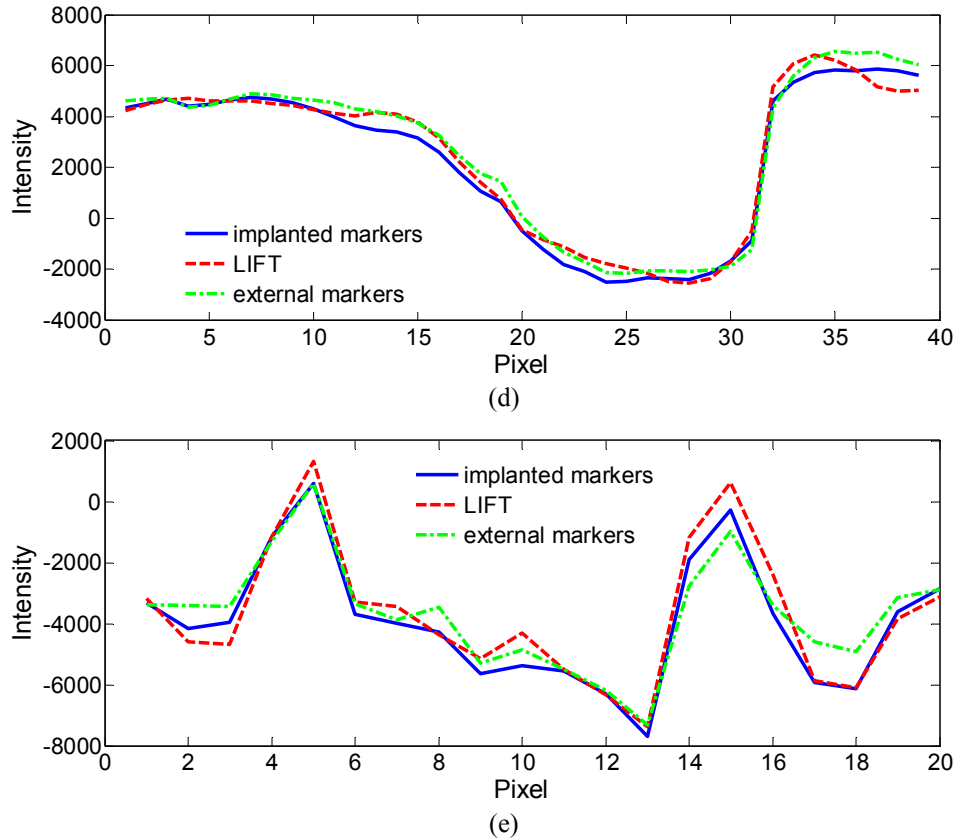 8000
6000
4000
2000
0
-2000
-4000
Intensity
implanted markers
LIFT
external markers
0 5 10 15 20 25 30 35 40
Pixel
(d)
2000
0
-2000
-4000
-6000
-8000
Intensity
implanted markers
LIFT
external markers
0 2 4 6 8 10 12 14 16 18 20
Pixel
(e)